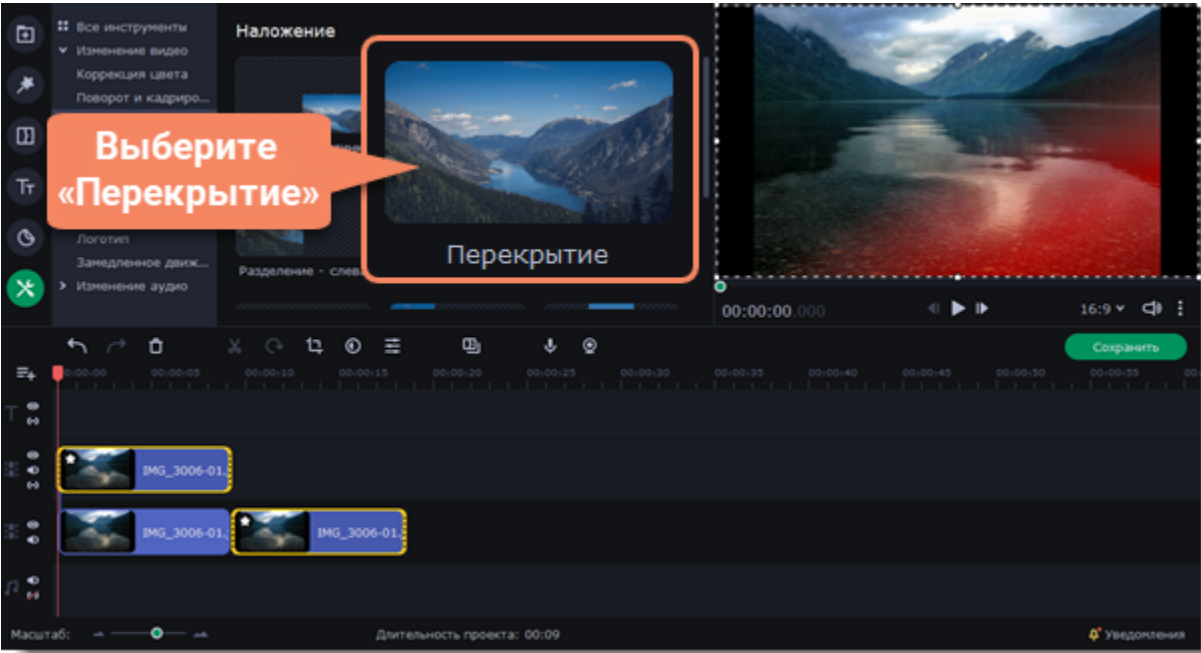 Все инструменты
Изменение видео
Коррекция цвета
Поворот и кадриро...
Логотип
Замедленное движ...
Изменение аудио
Наложение
Выберите
«Перекрытие»
Перекрытие
Разделение - слев
00:00:00.000
16:9
Сохранить
00:00:00 00:00:05 00:00:10 00:00:15 00:00:20 00:00:25 00:00:30 00:00:35 00:00:40 00:00:45 00:00:50 00:00:55
IMG_3006-01.
IMG_3006-01. IMG_3006-01.
Масштаб:
Длительность проекта: 00:09
Уведомления